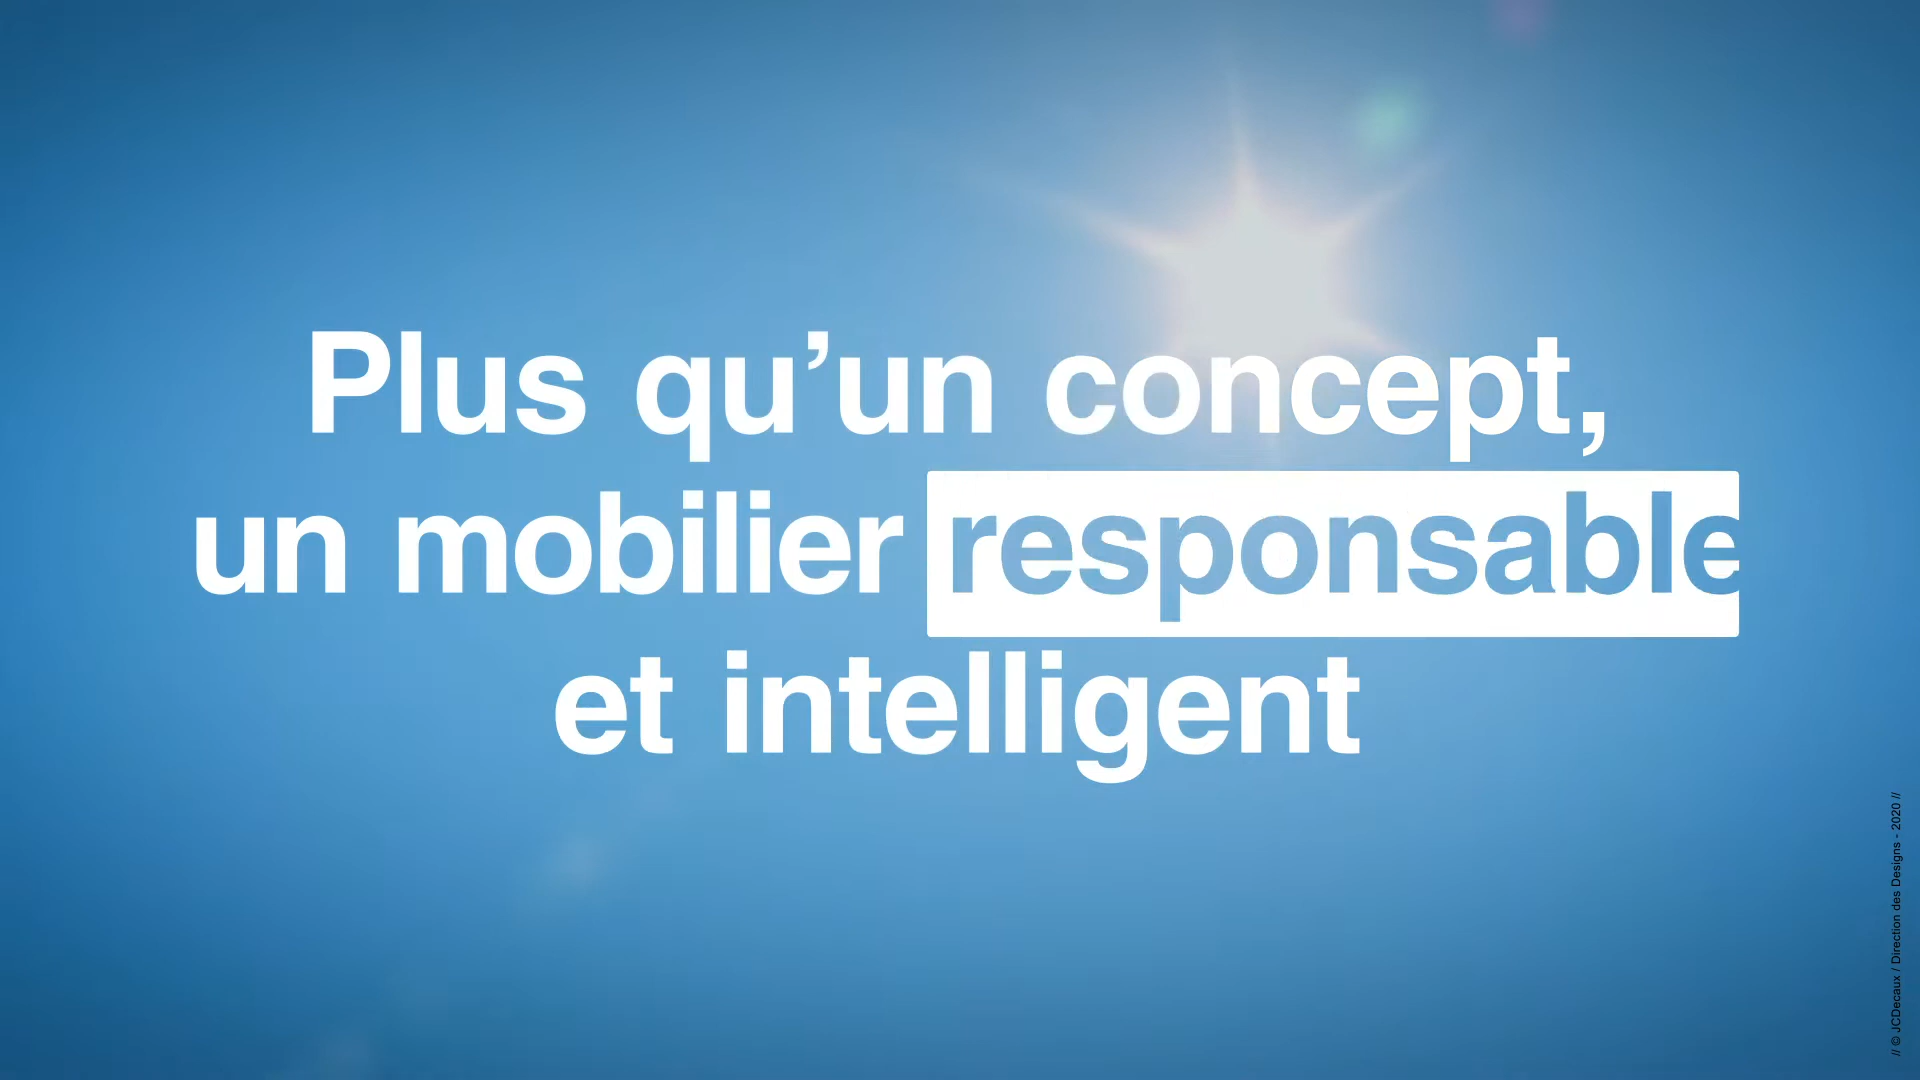 Plus qu’un concept,
un mobilier responsable
et intelligent
// © JCDecaux / Direction des Designs - 2020 //